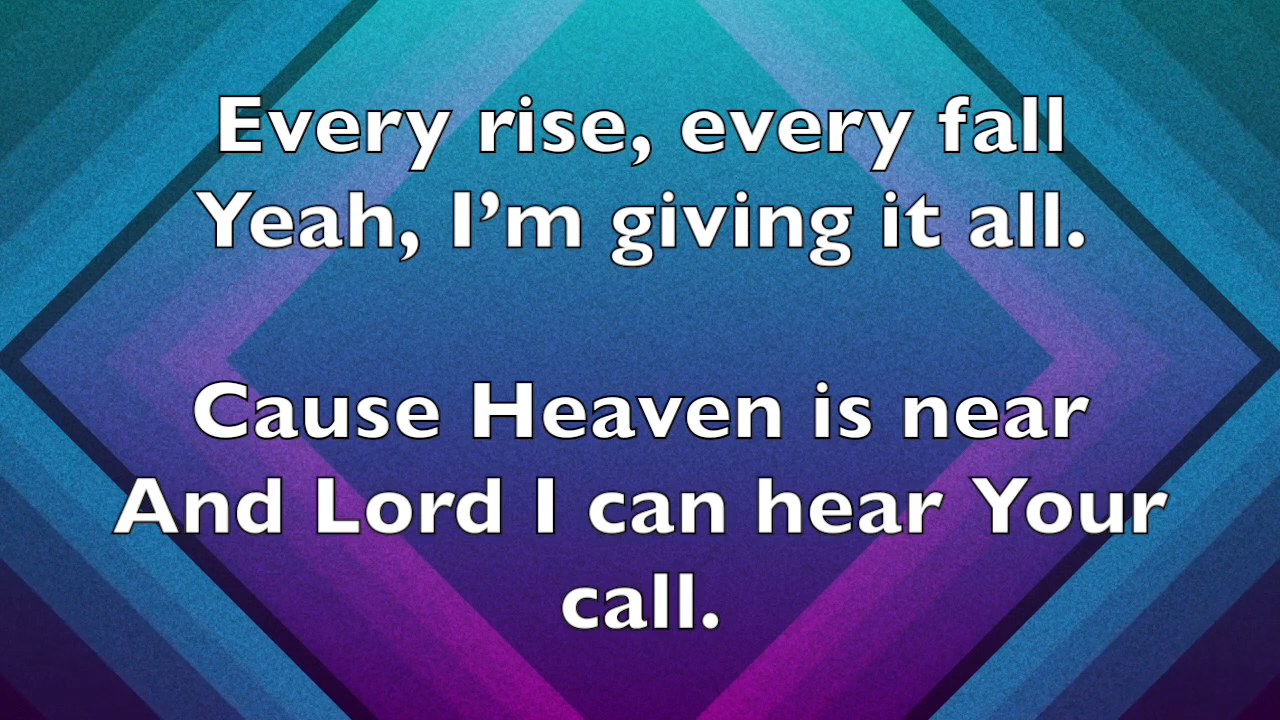 Every rise, every fall
Yeah, I’m giving it all.
Cause Heaven is near
And Lord I can hear Your
call.